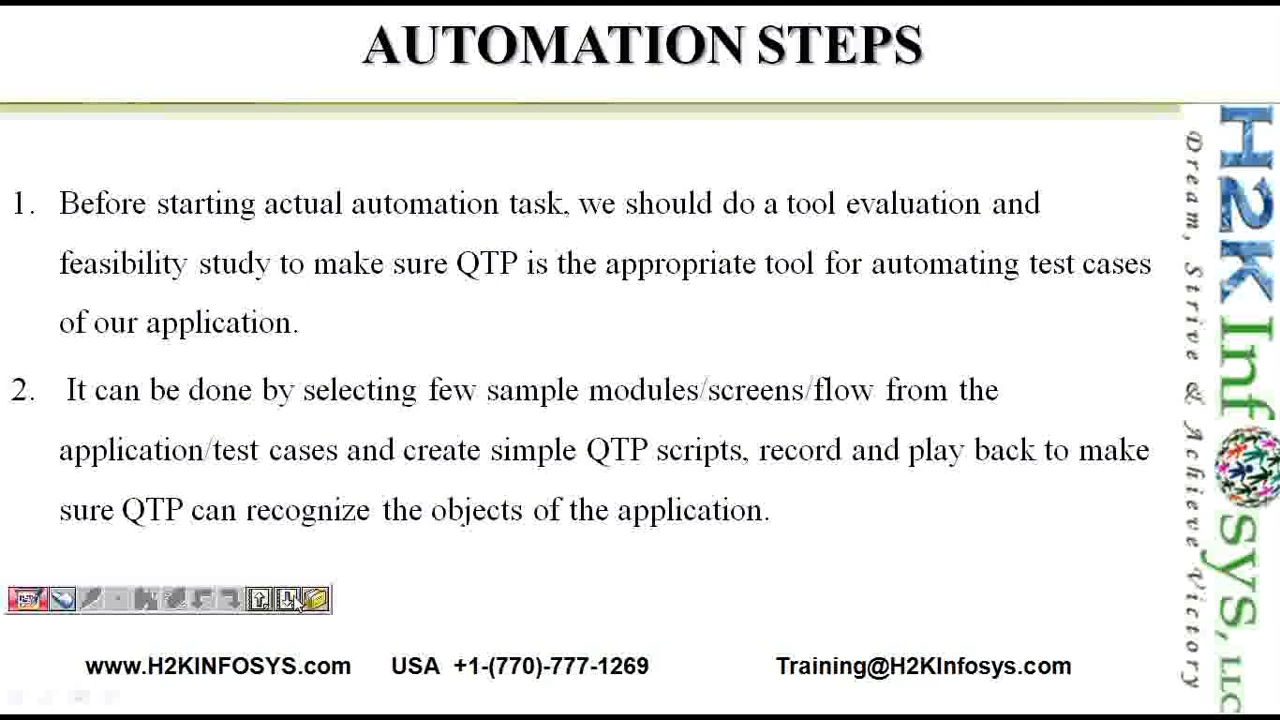 AUTOMATION STEPS
1. Before starting actual automation task, we should do a tool evaluation and
feasibility study to make sure QTP is the appropriate tool for automating test cases
of our application.
2. It can be done by selecting few sample modules/screens/flow from the
application/test cases and create simple QTP scripts, record and play back to make
sure QTP can recognize the objects of the application.
www.H2KINFOSYS.com USA +1-(770)-777-1269 Training@H2KInfosys.com
Dream, Strive & Achieve Victory
H2K Infosys, LLC